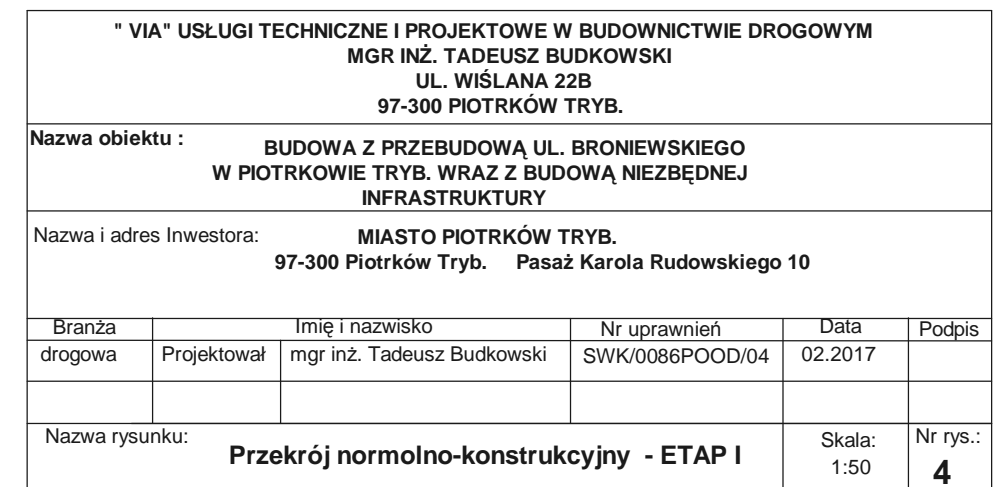 " VIA" USŁUGI TECHNICZNE I PROJEKTOWE W BUDOWNICTWIE DROGOWYM
MGR INŻ. TADEUSZ BUDKOWSKI
UL. WIŚLANA 22B
97-300 PIOTRKÓW TRYB.
Nazwa obiektu :
BUDOWA Z PRZEBUDOWĄ UL. BRONIEWSKIEGO
W PIOTRKOWIE TRYB. WRAZ Z BUDOWĄ NIEZBĘDNEJ
INFRASTRUKTURY
Nazwa i adres Inwestora: MIASTO PIOTRKÓW TRYB.
97-300 Piotrków Tryb. Pasaż Karola Rudowskiego 10
Branża Imię i nazwisko Nr uprawnień Data Podpis
drogowa Projektował mgr inż. Tadeusz Budkowski SWK/0086POOD/04 02.2017
Nazwa rysunku: Skala: Nr rys.:
Przekrój normolno-konstrukcyjny - ETAP I 1:50 4